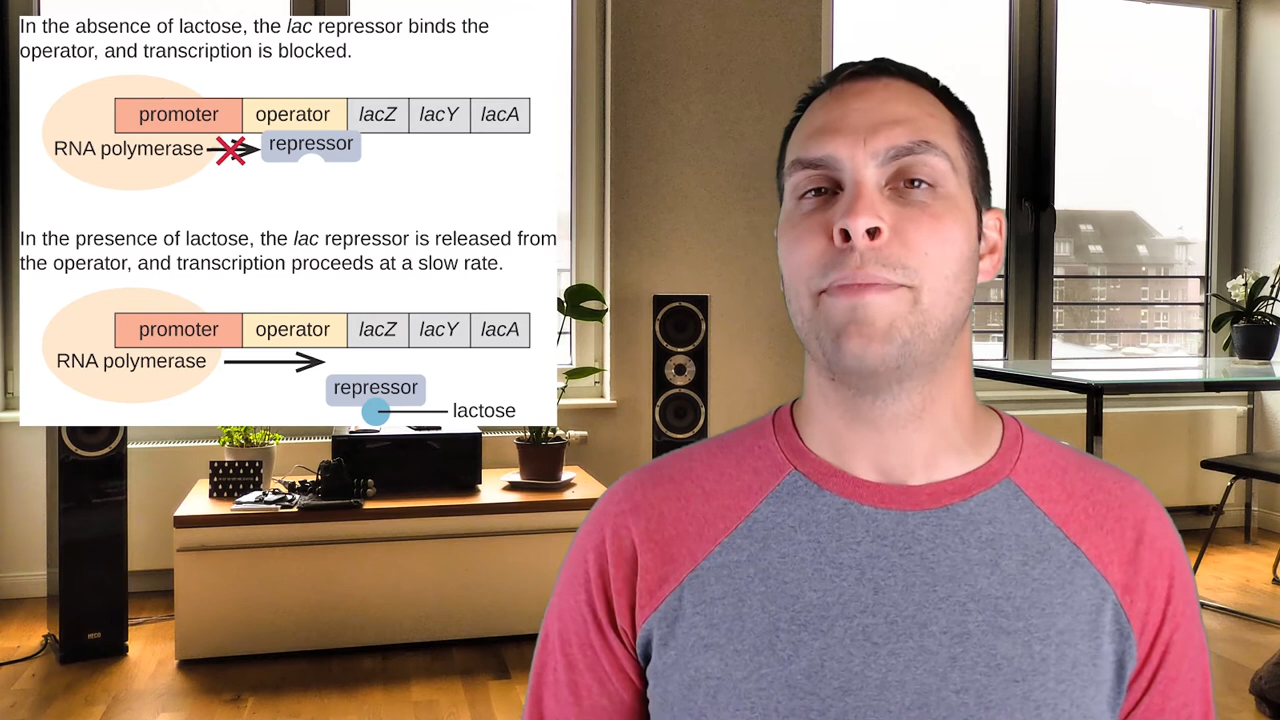 In the absence of lactose, the lac repressor binds the
operator, and transcription is blocked.
promoter operator lacZ lacY lacA
RNA polymerase repressor
In the presence of lactose, the lac repressor is released from
the operator, and transcription proceeds at a slow rate.
promoter operator lacZ lacY lacA
RNA polymerase
repressor
lactose
HECO